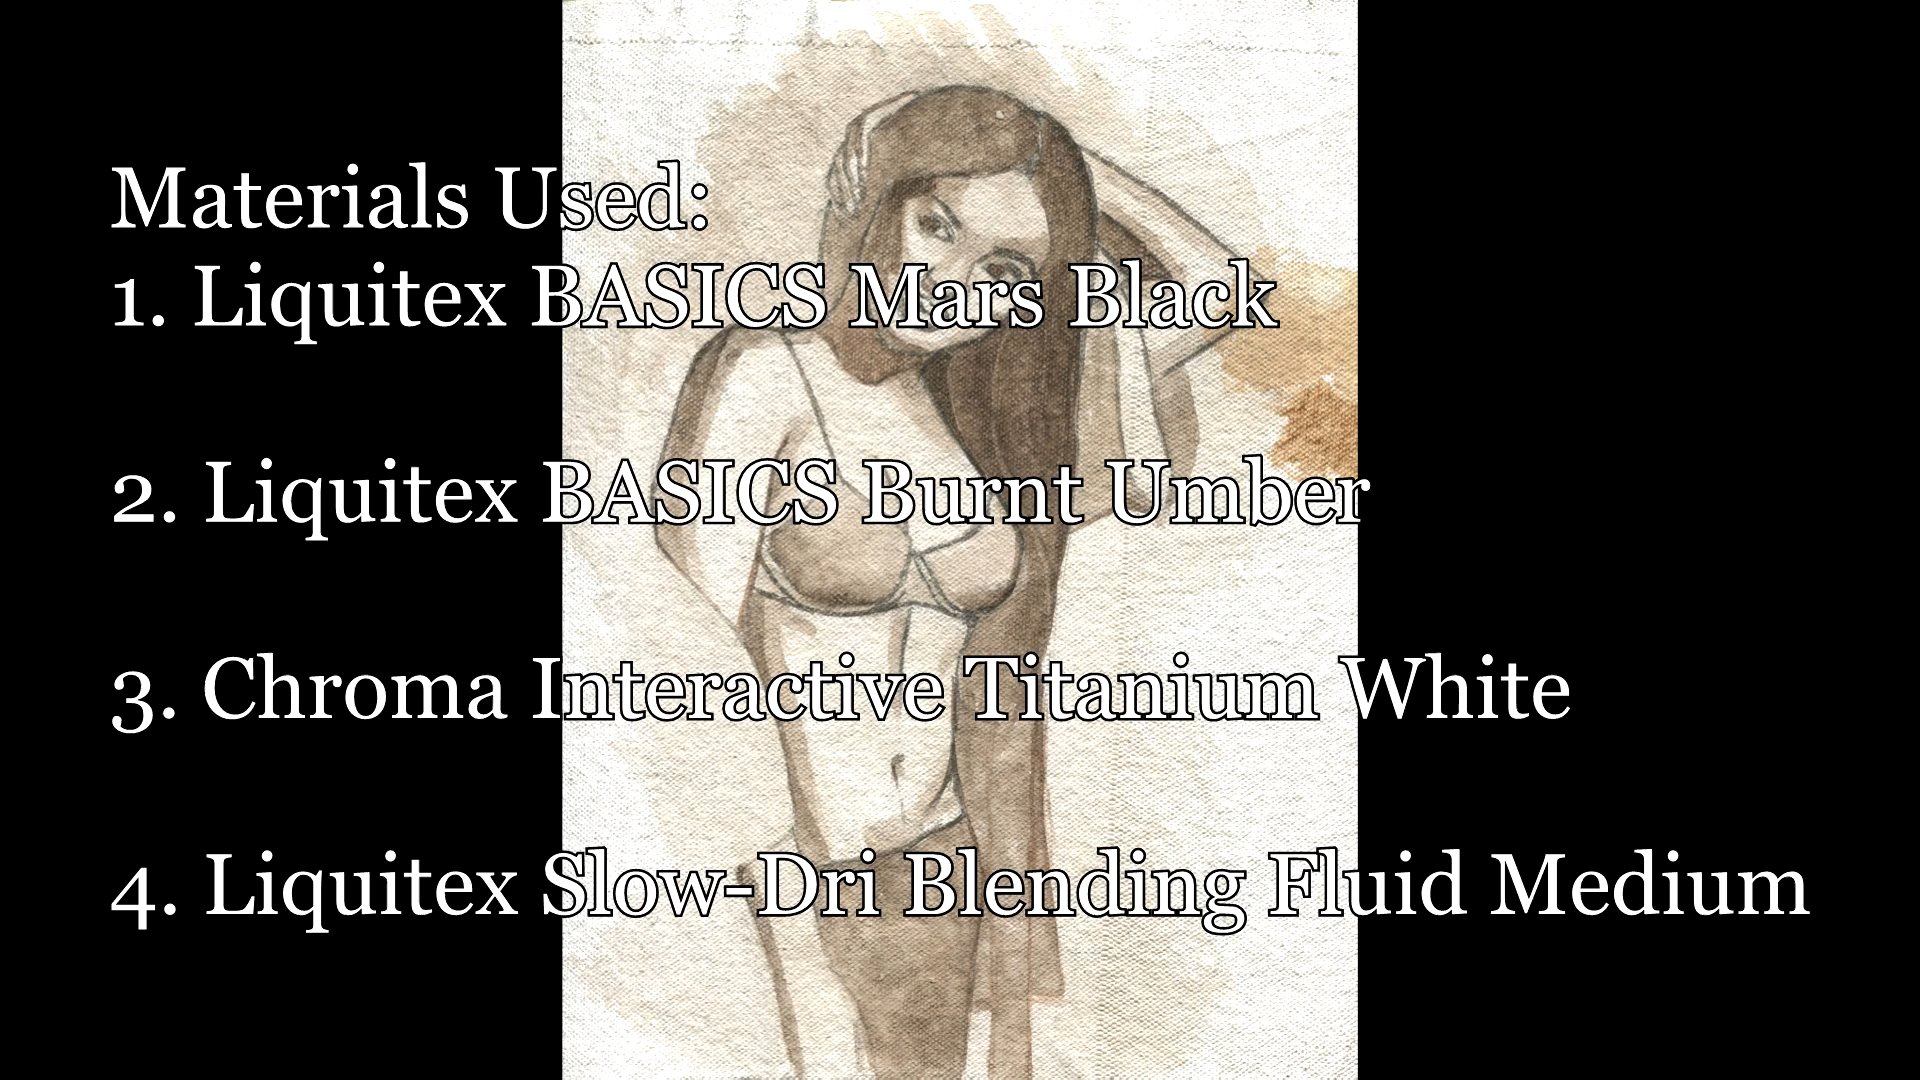 Materials Used:
1. Liquitex BASICS Mars Black
2. Liquitex BASICS Burnt Umber
3. Chroma Interactive Titanium White
4. Liquitex Slow-Dri Blending Fluid Medium